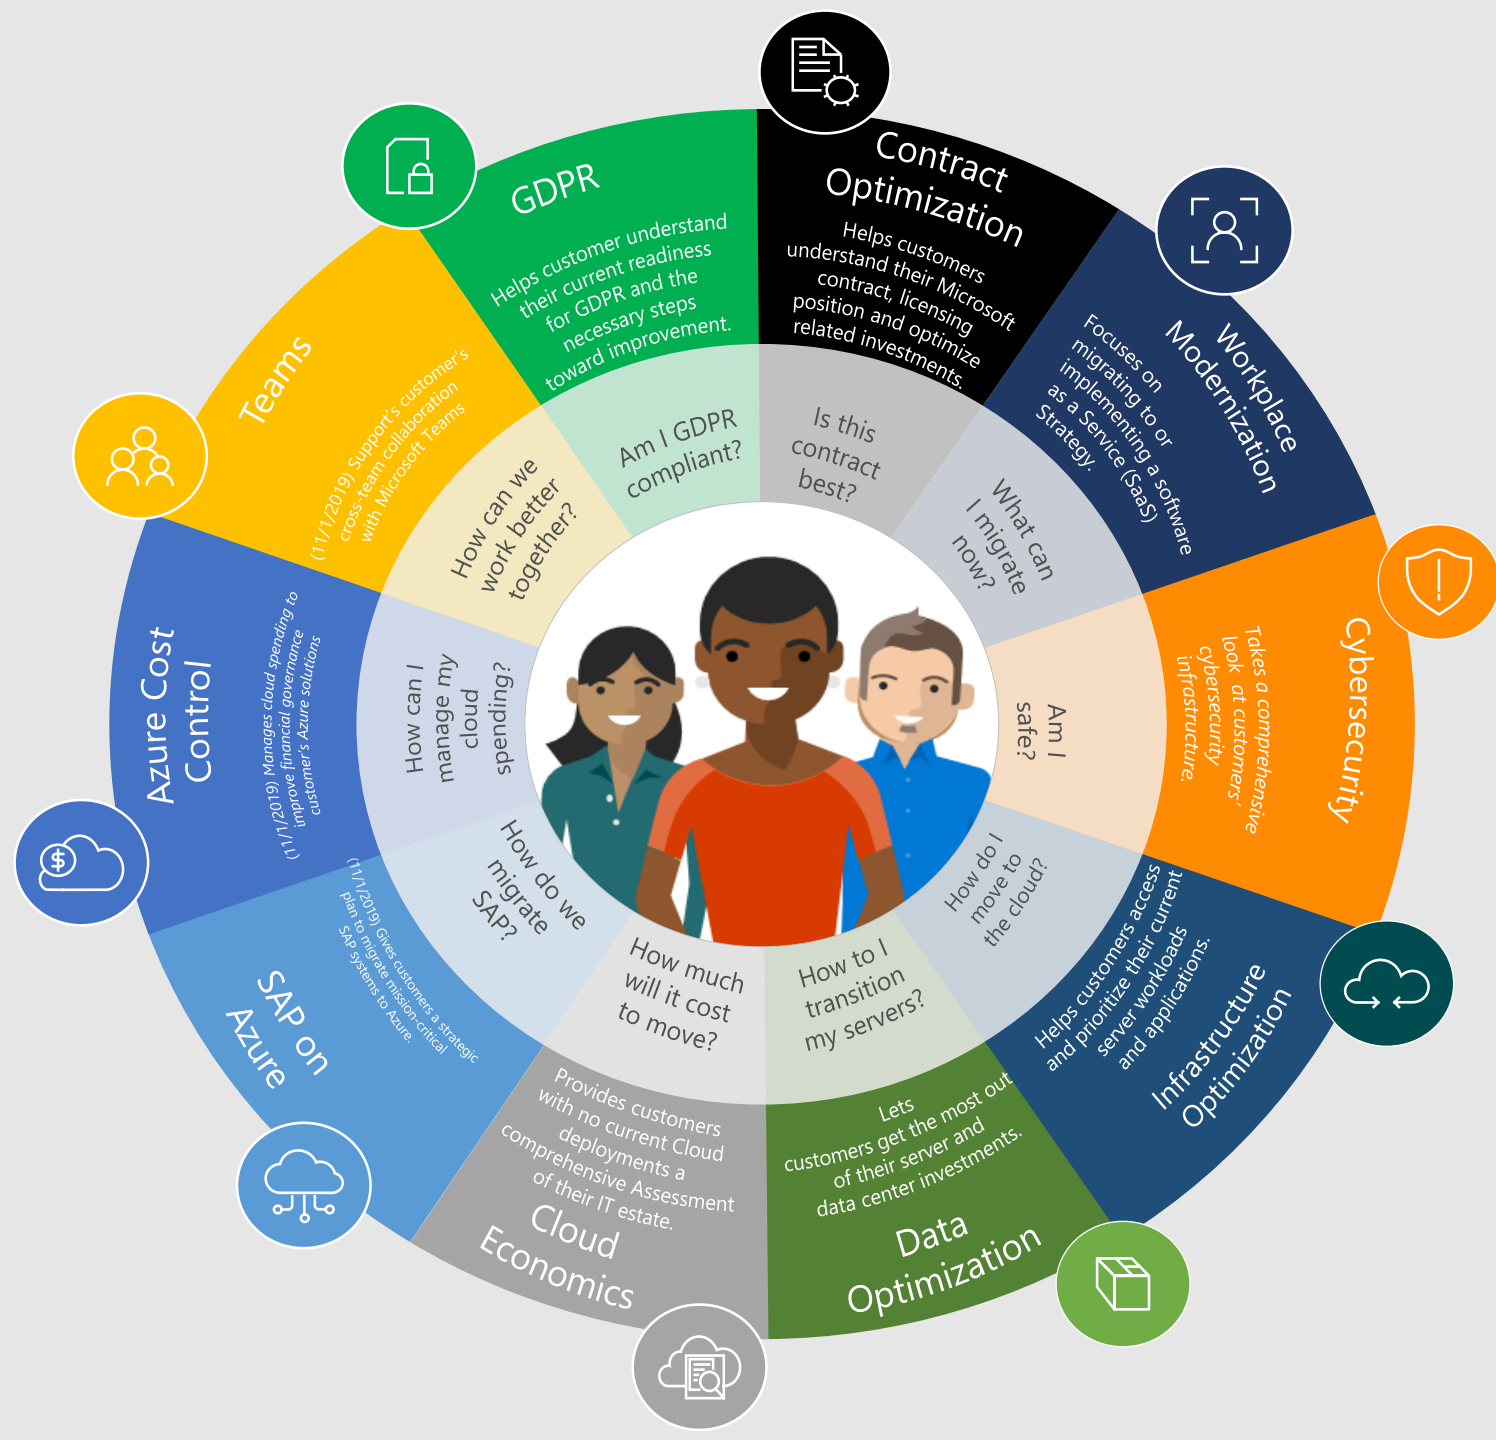 Contract
Optimization
Helps customers
understand their Microsoft
contract, licensing
position and optimize
related investments.
Is this
contract
best?
Workplace
Modernization
Focuses on
migrating to or
implementing a software
as a Service (SaaS)
Strategy.
What can
I migrate
now?
Cybersecurity
Takes a comprehensive
look at customers'
cybersecurity
infrastructure.
Am I
safe?
Helps customers access
and prioritize their current
server workloads
and applications.
Infrastructure
Optimization
How do I
move to
the cloud?
Lets
customers get the most out
of their server and
data center investments.
Data
Optimization
How to I
transition
my servers?
Provides customers
with no current Cloud
deployments a
comprehensive Assessment
of their IT estate.
Cloud
Economics
How much
will it cost
to move?
SAP on
Azure
(11/1/2019) Gives customers a strategic
plan to migrate mission-critical
SAP systems to Azure.
How do we
migrate
SAP?
Azure Cost
Control
(11/1/2019) Manages cloud spending to
improve financial governance
customer's Azure solutions
How can I
manage my
cloud
spending?
$
Teams
(11/1/2019) Support's customer's
cross-team collaboration
with Microsoft Teams
How can we
work better
together?
GDPR
Helps customer understand
their current readiness
for GDPR and the
necessary steps
toward improvement.
Am I GDPR
compliant?